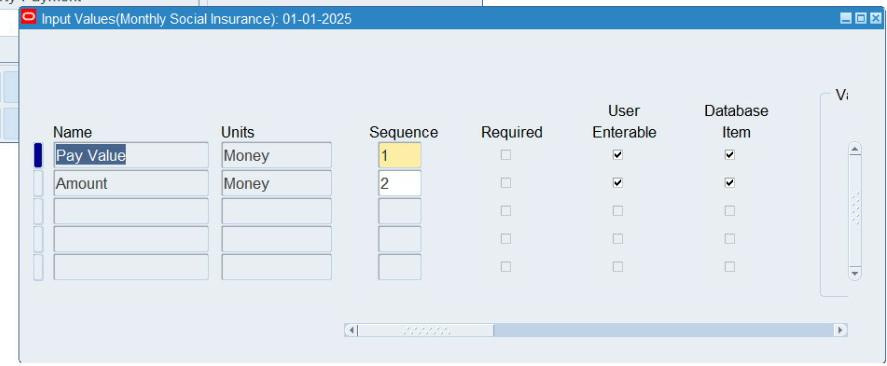 Input Values(Monthly Social Insurance): 01-01-2025
User Database
Name Units Sequence Required Enterable Item
Pay Value Money 1
Amount Money 2